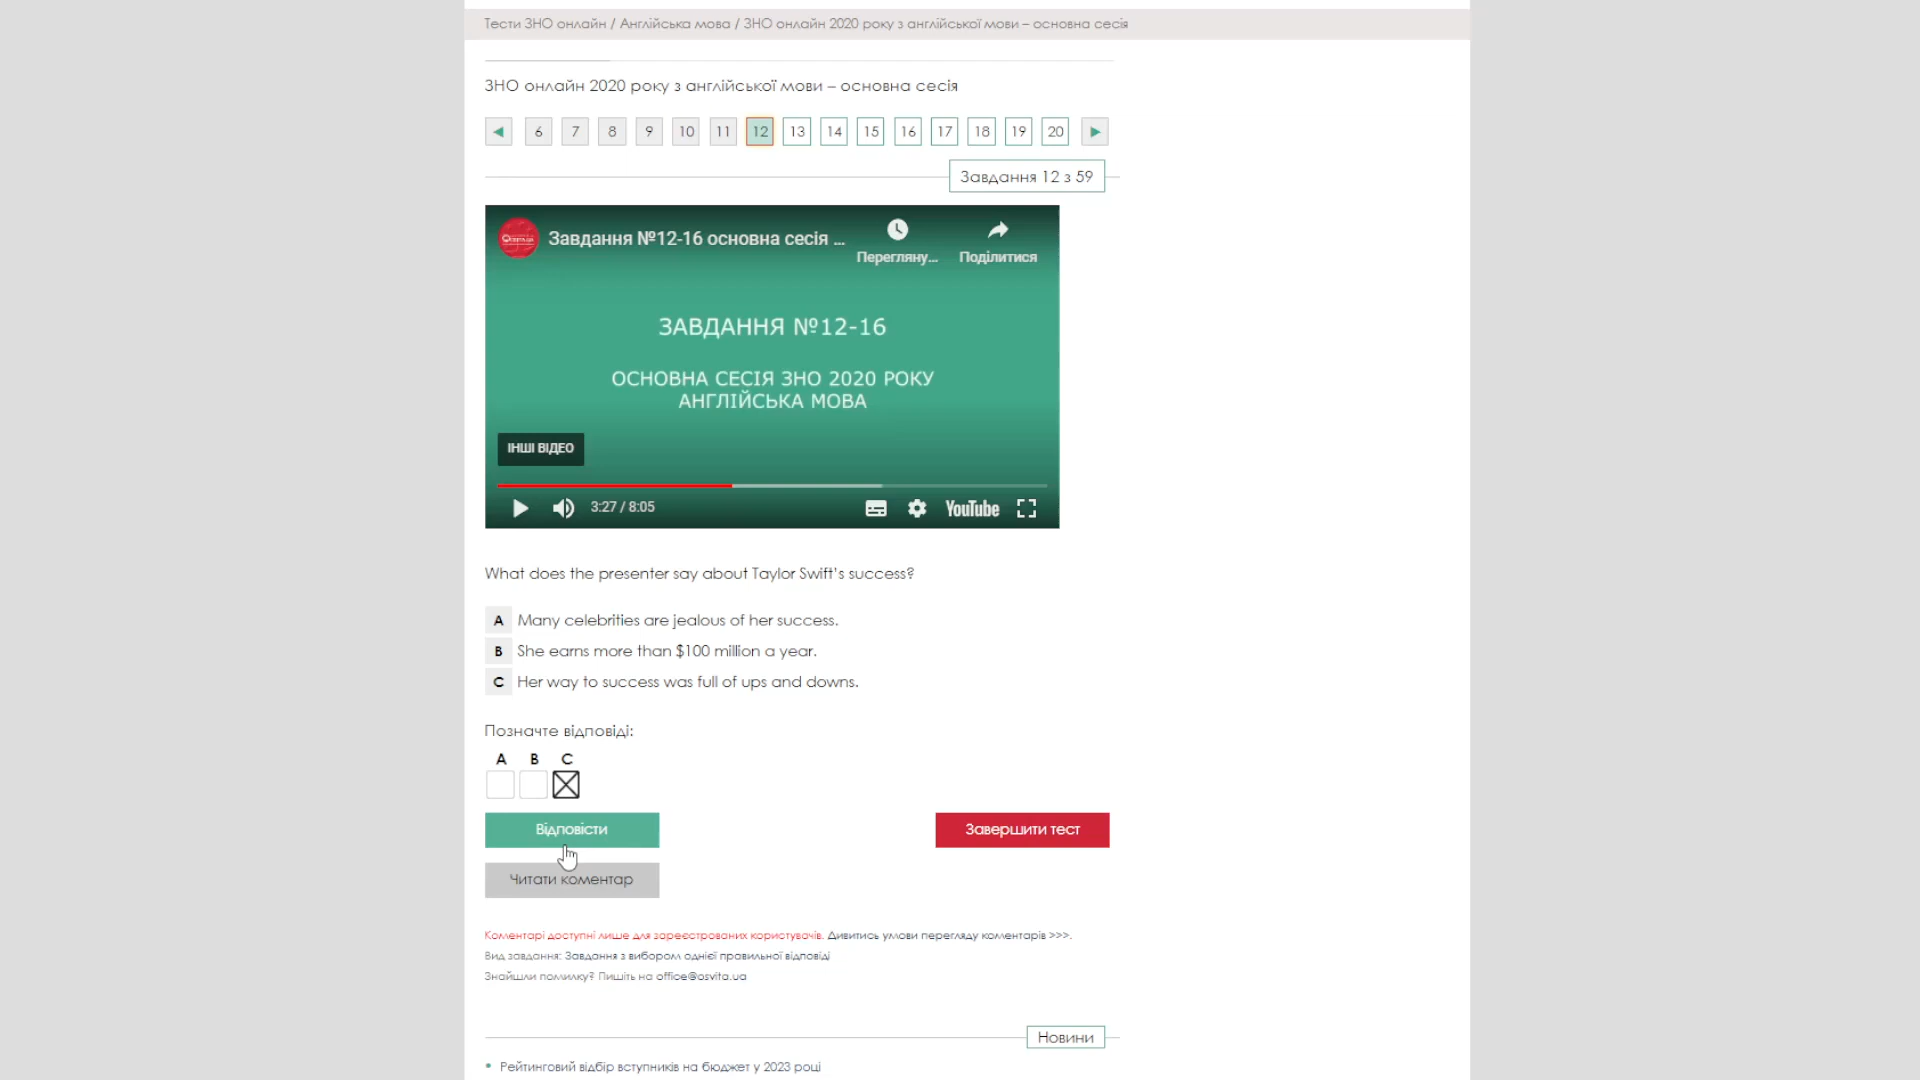 Тести ЗНО онлайн / Англійська мова / ЗНО онлайн 2020 року з англійської мови – основна сесія
ЗНО онлайн 2020 року з англійської мови – основна сесія
◄ 6 7 8 9 10 11 12 13 14 15 16 17 18 19 20 ►
Завдання 12 з 59
ОСВІТА.UA
Завдання №12-16 основна сесія ...
Перегляну...
Поділитися
ЗАВДАННЯ №12-16
ОСНОВНА СЕСІЯ ЗНО 2020 РОКУ
АНГЛІЙСЬКА МОВА
ІНШІ ВІДЕО
3:27 / 8:05
YouTube
What does the presenter say about Taylor Swift's success?
A Many celebrities are jealous of her success.
B She earns more than $100 million a year.
C Her way to success was full of ups and downs.
Позначте відповіді:
A B C
Відповісти
Завершити тест
Читати коментар
Коментарі доступні лише для зареєстрованих користувачів. Дивитись умови перегляду коментарів >>>.
Вид завдання: Завдання з вибором однієї правильної відповіді
Знайшли помилку? Пишіть на office@osvita.ua
Новини
• Рейтинговий відбір вступників на бюджет у 2023 році